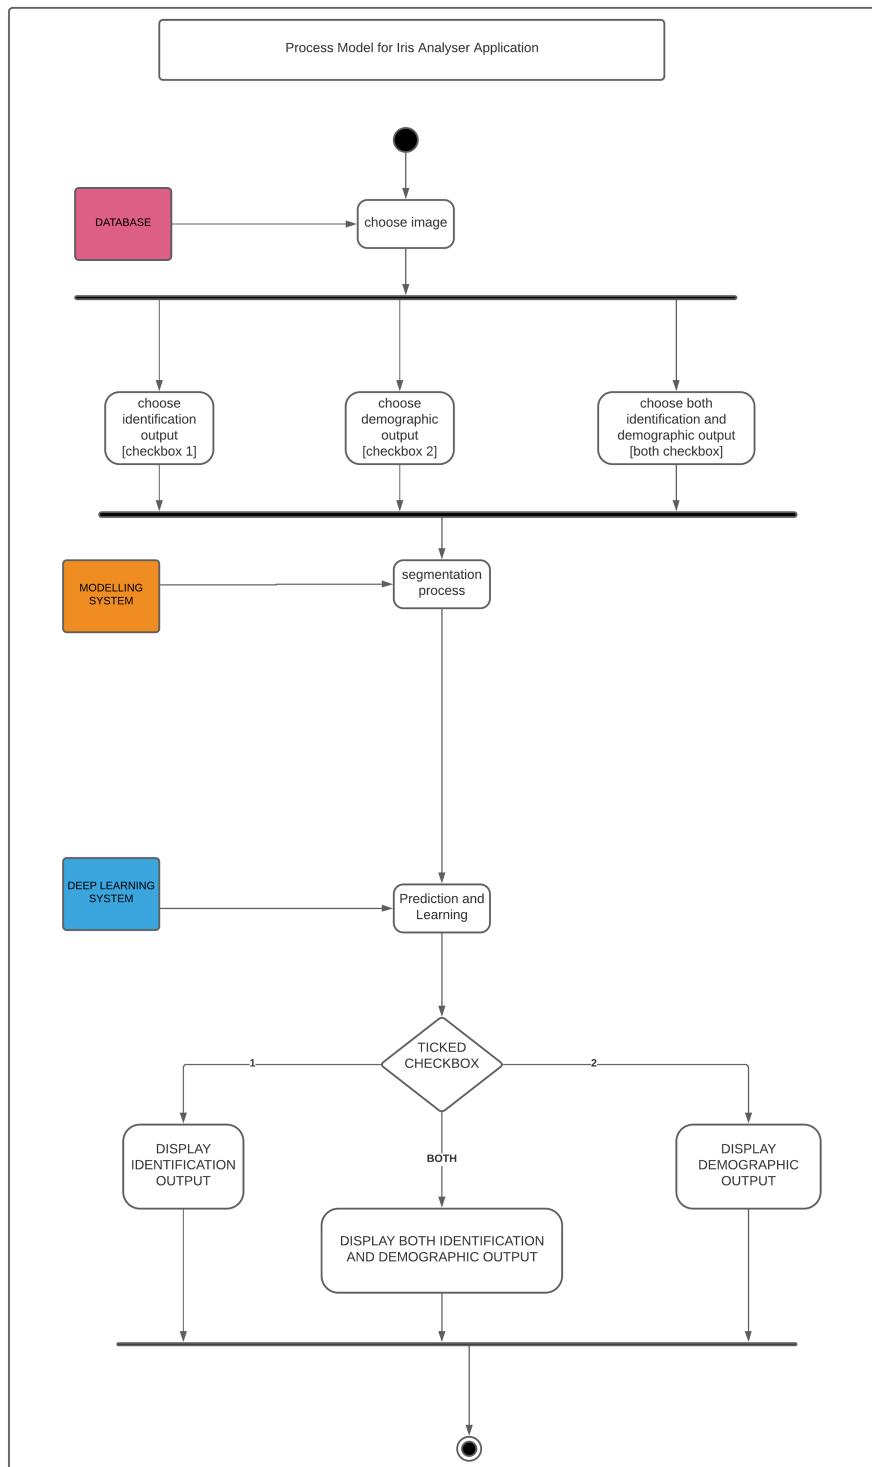 Process Model for Iris Analyser Application
DATABASE
choose image
choose
identification
output
[checkbox 1]
choose
demographic
output
[checkbox 2]
choose both
identification and
demographic output
[both checkbox]
MODELLING
SYSTEM
segmentation
process
DEEP LEARNING
SYSTEM
Prediction and
Learning
TICKED
CHECKBOX
1
2
DISPLAY
IDENTIFICATION
OUTPUT
BOTH
DISPLAY
DEMOGRAPHIC
OUTPUT
DISPLAY BOTH IDENTIFICATION
AND DEMOGRAPHIC OUTPUT